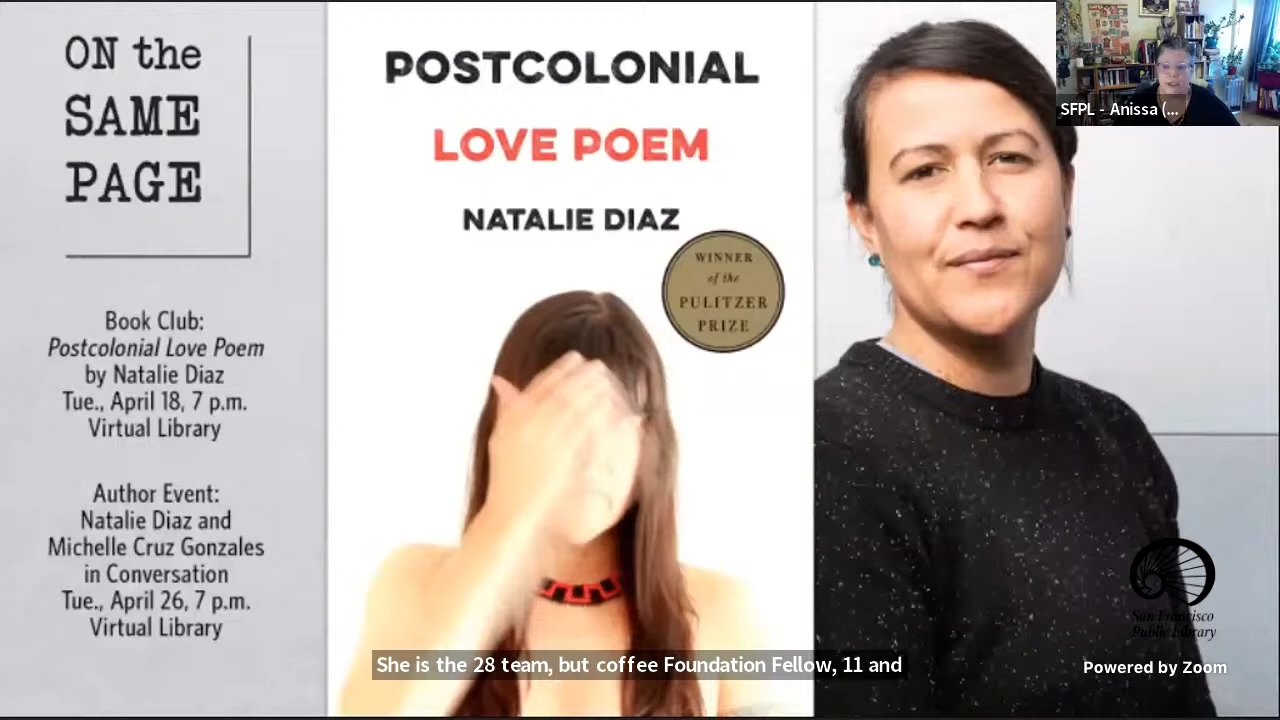 ON the
SAME
PAGE
Book Club:
Postcolonial Love Poem
by Natalie Diaz
Tue., April 18, 7 p.m.
Virtual Library
Author Event:
Natalie Diaz and
Michelle Cruz Gonzales
in Conversation
Tue., April 26, 7 p.m.
Virtual Library
POSTCOLONIAL
LOVE POEM
NATALIE DIAZ
WINNER
of the
PULITZER
PRIZE
SFPL - Anissa (...
San Francisco
Public Library
She is the 28 team, but coffee Foundation Fellow, 11 and
Powered by Zoom